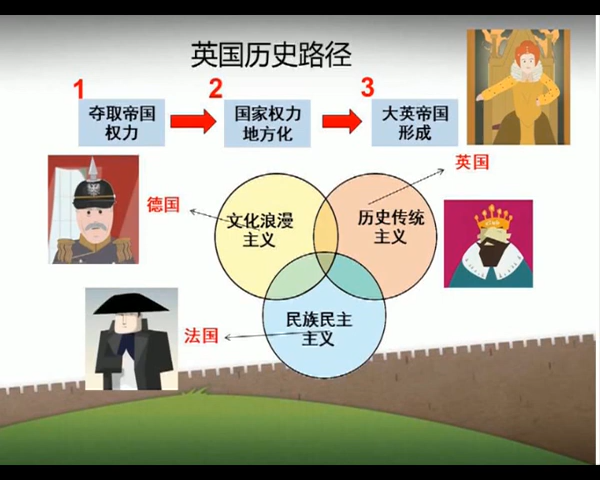 英国历史路径
1
2
3
夺取帝国
权力
国家权力
地方化
大英帝国
形成
英国
德国
文化浪漫
主义
历史传统
主义
民族民主
主义
法国